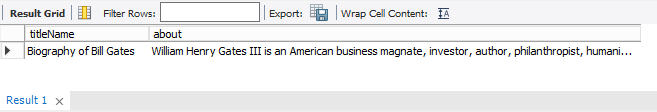 Result Grid Filter Rows: Export: Wrap Cell Content:
titleName about
Biography of Bill Gates William Henry Gates III is an American business magnate, investor, author, philanthropist, humani...
Result 1